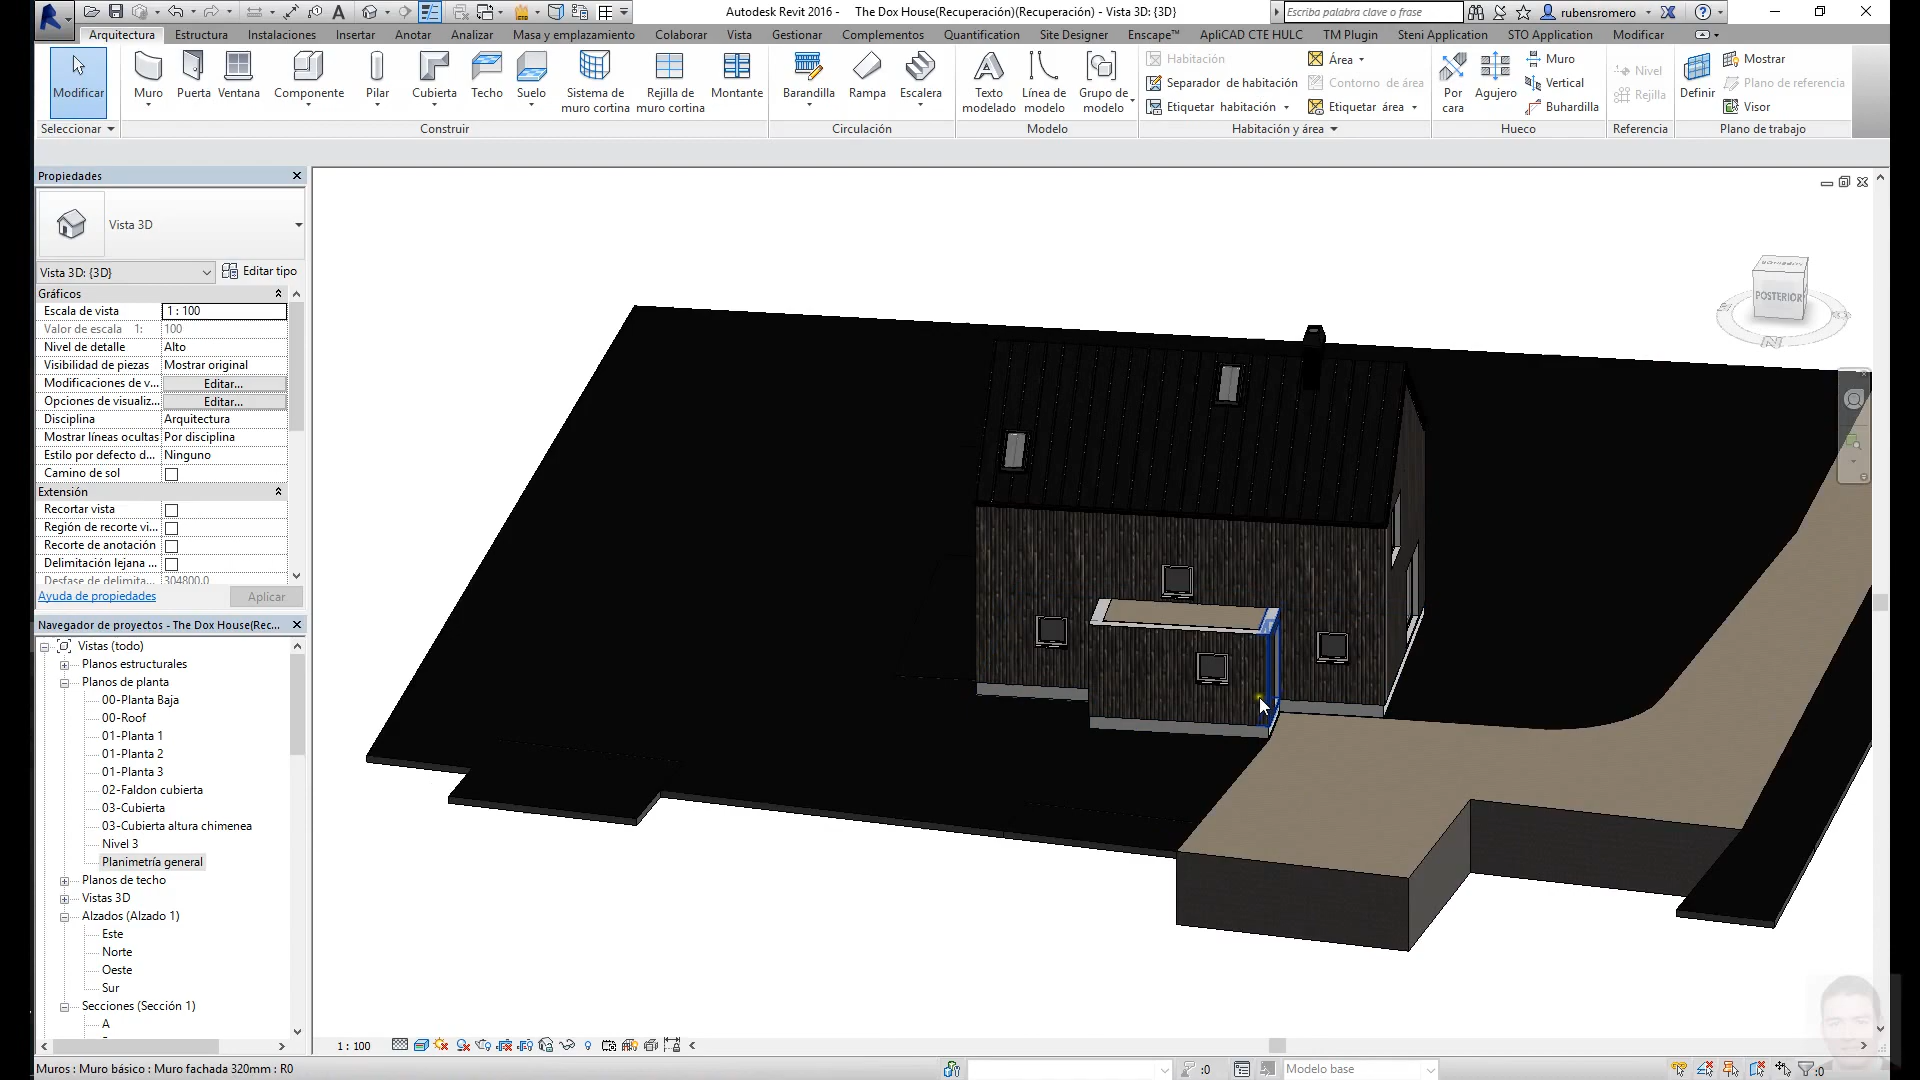 Autodesk Revit 2016 - The Dox House(Recuperación)(Recuperación) - Vista 3D: {3D}
Escriba palabra clave o frase
rubensromero
Arquitectura Estructura Instalaciones Insertar Anotar Analizar Masa y emplazamiento Colaborar Vista Gestionar Complementos Quantification Site Designer Enscape™ ApliCAD CTE HULC TM Plugin Steni Application STO Application Modificar
Modificar
Muro
Puerta
Ventana
Componente
Pilar
Cubierta
Techo
Suelo
Sistema de
muro cortina
Rejilla de
muro cortina
Montante
Barandilla
Rampa
Escalera
Texto
modelado
Línea de
modelo
Grupo de
modelo
Habitación
Separador de habitación
Etiquetar habitación
Área
Contorno de área
Etiquetar área
Por
cara
Agujero
Muro
Vertical
Buhardilla
Nivel
Rejilla
Definir
Mostrar
Plano de referencia
Visor
Seleccionar
Construir
Circulación
Modelo
Habitación y área
Hueco
Referencia
Plano de trabajo
Propiedades
Vista 3D
Vista 3D: {3D}
Editar tipo
Gráficos
Escala de vista 1 : 100
Valor de escala 1: 100
Nivel de detalle Alto
Visibilidad de piezas Mostrar original
Modificaciones de v... Editar...
Opciones de visualiz... Editar...
Disciplina Arquitectura
Mostrar líneas ocultas Por disciplina
Estilo por defecto d... Ninguno
Camino de sol
Extensión
Recortar vista
Región de recorte vi...
Recorte de anotación
Delimitación lejana ...
Desfase de delimita... 304800.0
Ayuda de propiedades
Aplicar
Navegador de proyectos - The Dox House(Rec...
Vistas (todo)
Planos estructurales
Planos de planta
00-Planta Baja
00-Roof
01-Planta 1
01-Planta 2
01-Planta 3
02-Faldon cubierta
03-Cubierta
03-Cubierta altura chimenea
Nivel 3
Planimetría general
Planos de techo
Vistas 3D
Alzados (Alzado 1)
Este
Norte
Oeste
Sur
Secciones (Sección 1)
A
POSTERIOR
N
1 : 100
Muros : Muro básico : Muro fachada 320mm : R0
:0
Modelo base
:0